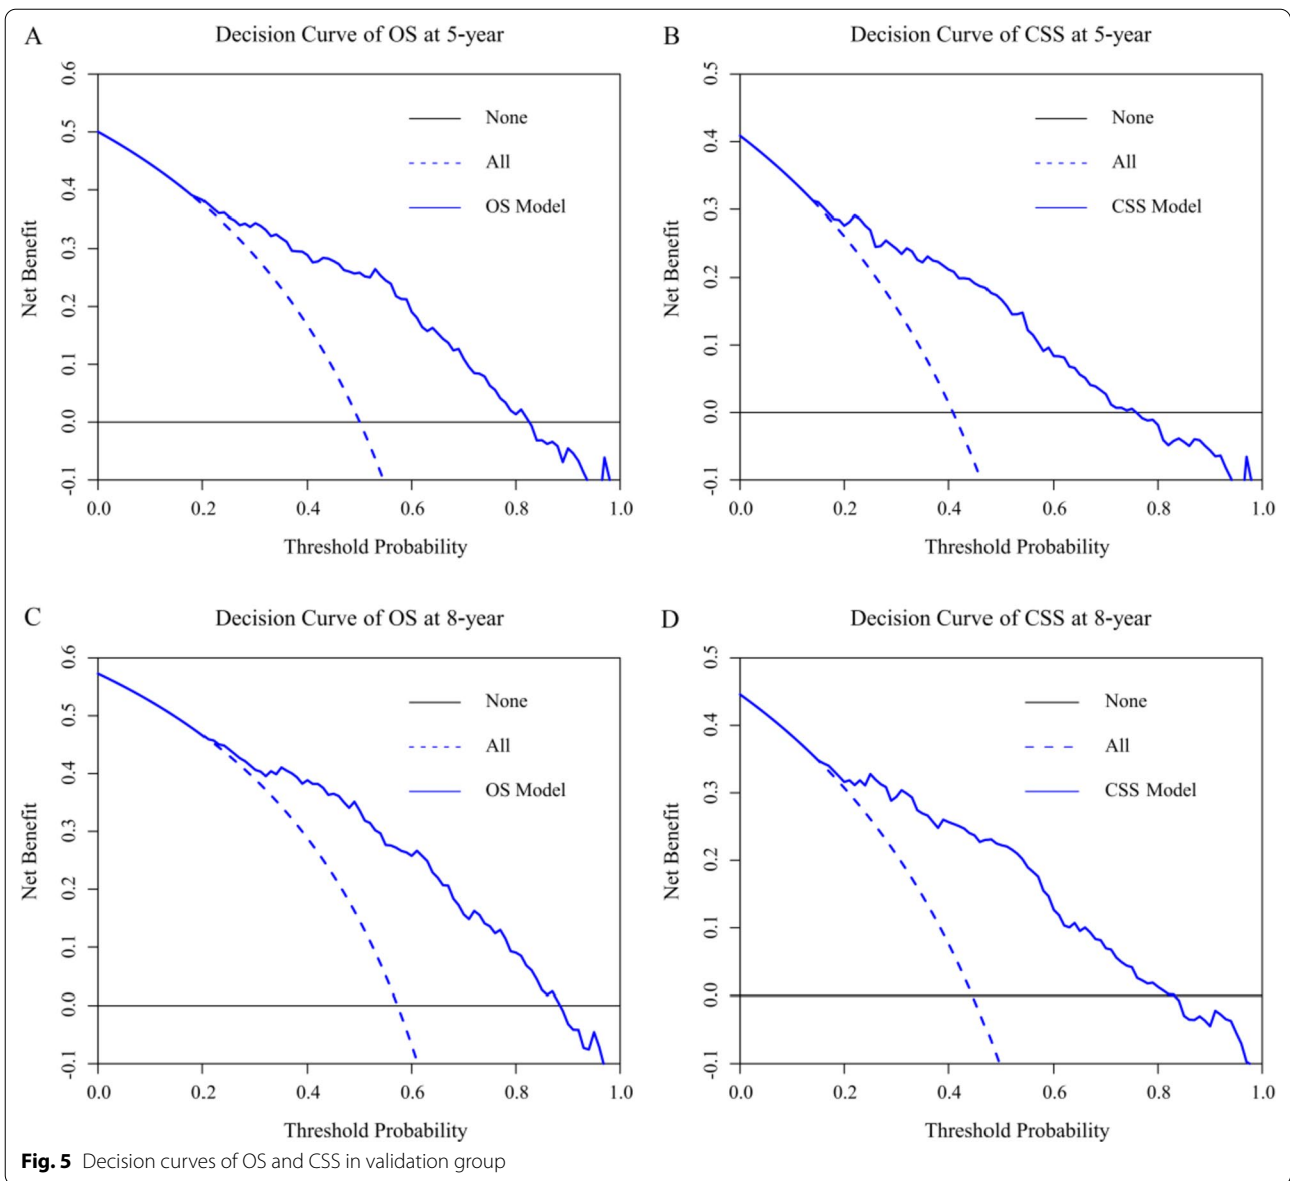 A
Decision Curve of OS at 5-year
Net Benefit
0.6
0.5
0.4
0.3
0.2
0.1
0.0
-0.1
None
All
OS Model
0.0 0.2 0.4 0.6 0.8 1.0
Threshold Probability
B
Decision Curve of CSS at 5-year
Net Benefit
0.5
0.4
0.3
0.2
0.1
0.0
-0.1
None
All
CSS Model
0.0 0.2 0.4 0.6 0.8 1.0
Threshold Probability
C
Decision Curve of OS at 8-year
Net Benefit
0.6
0.5
0.4
0.3
0.2
0.1
0.0
-0.1
None
All
OS Model
0.0 0.2 0.4 0.6 0.8 1.0
Threshold Probability
D
Decision Curve of CSS at 8-year
Net Benefit
0.5
0.4
0.3
0.2
0.1
0.0
-0.1
None
All
CSS Model
0.0 0.2 0.4 0.6 0.8 1.0
Threshold Probability
Fig. 5 Decision curves of OS and CSS in validation group